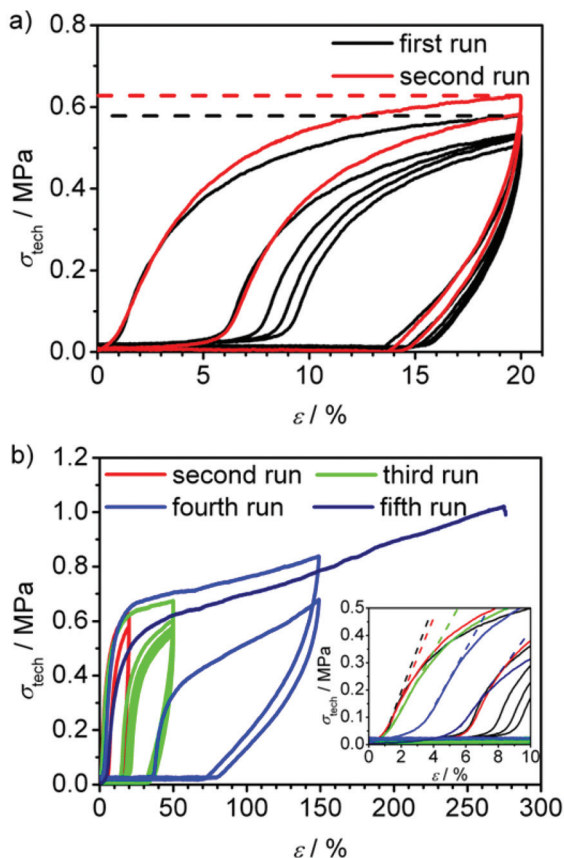 a)
0.8
0.6
0.4
0.2
0.0
σtech / MPa
first run
second run
0 5 10 15 20
ε / %
b)
1.2
1.0
0.8
0.6
0.4
0.2
0.0
σtech / MPa
second run third run
fourth run fifth run
0.5
0.4
0.3
0.2
0.1
0.0
σtech / MPa
0 2 4 6 8 10
ε / %
0 50 100 150 200 250 300
ε / %